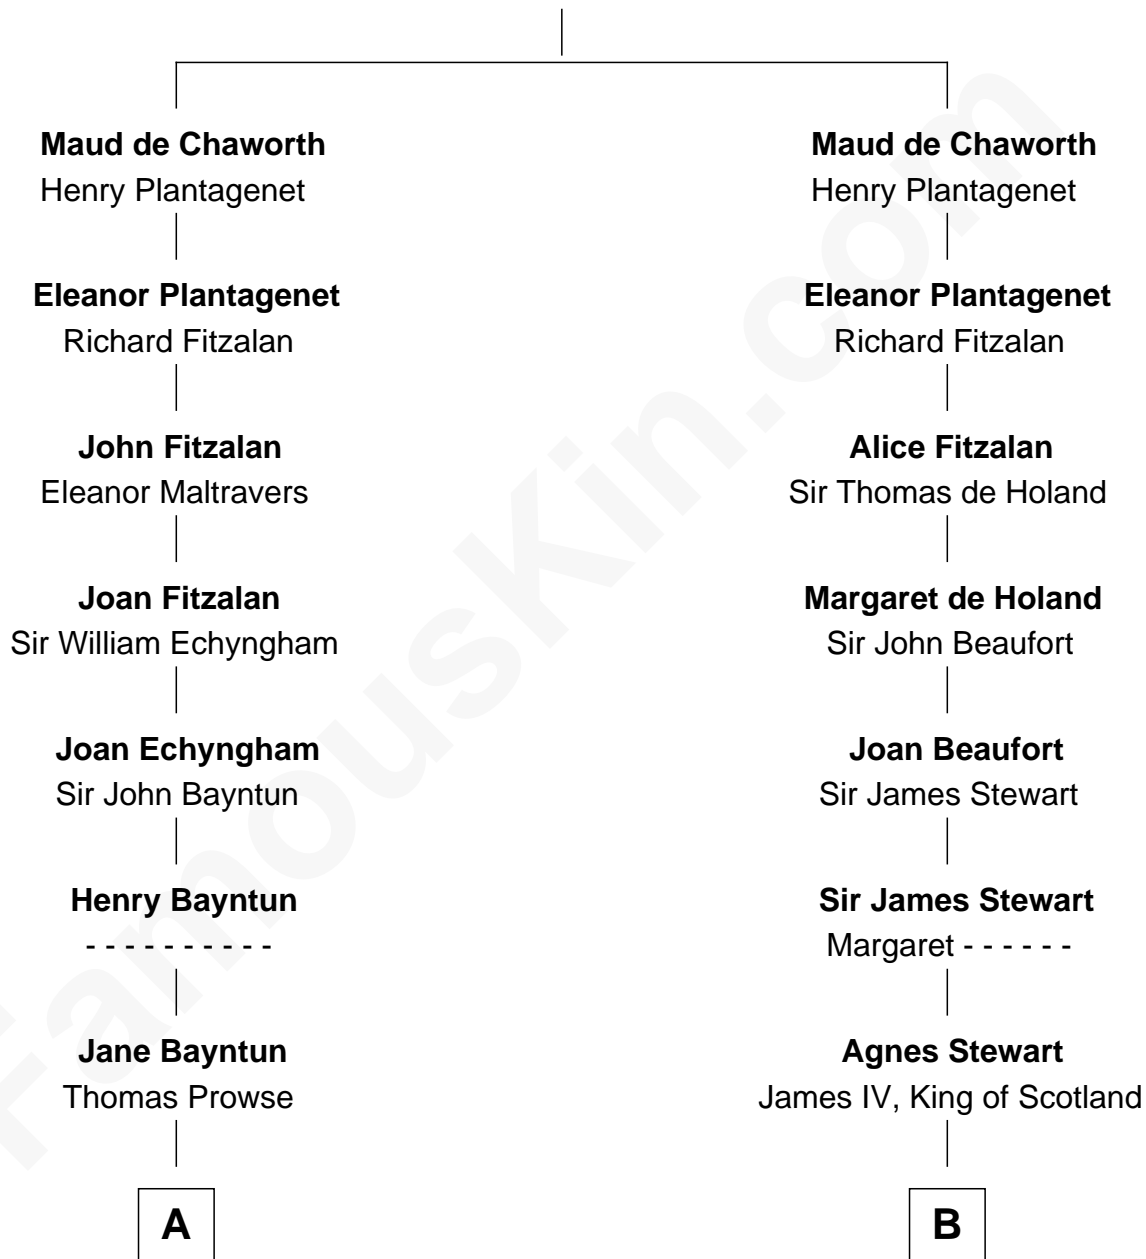 Maud de Chaworth
Henry Plantagenet
Eleanor Plantagenet
Richard Fitzalan
John Fitzalan
Eleanor Maltravers
Joan Fitzalan
Sir William Echyngham
Joan Echyngham
Sir John Bayntun
Henry Bayntun
- - - - - - - - - -
Jane Bayntun
Thomas Prowse
A
Maud de Chaworth
Henry Plantagenet
Eleanor Plantagenet
Richard Fitzalan
Alice Fitzalan
Sir Thomas de Holand
Margaret de Holand
Sir John Beaufort
Joan Beaufort
Sir James Stewart
Sir James Stewart
Margaret - - - - - -
Agnes Stewart
James IV, King of Scotland
B
FamousKin.com